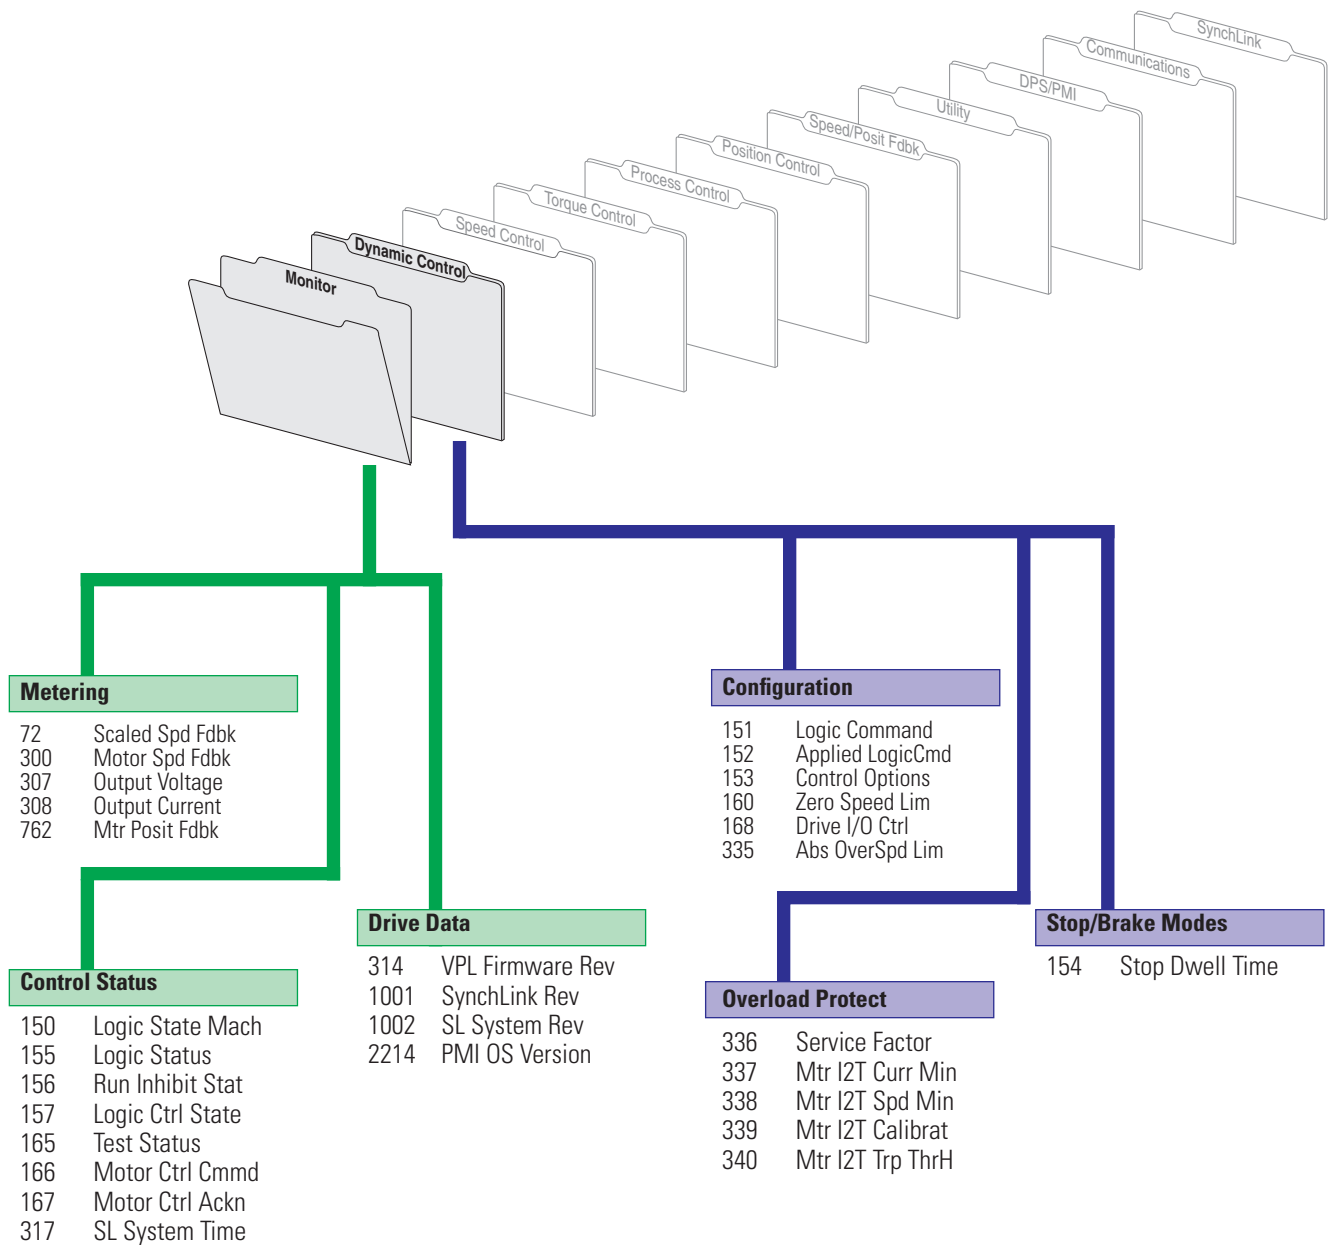 SynchLink
Communications
DPS/PMI
Utility
Speed/Posit Fdbk
Position Control
Process Control
Torque Control
Speed Control
Dynamic Control
Monitor
Metering
72 Scaled Spd Fdbk
300 Motor Spd Fdbk
307 Output Voltage
308 Output Current
762 Mtr Posit Fdbk
Control Status
150 Logic State Mach
155 Logic Status
156 Run Inhibit Stat
157 Logic Ctrl State
165 Test Status
166 Motor Ctrl Cmmd
167 Motor Ctrl Ackn
317 SL System Time
Drive Data
314 VPL Firmware Rev
1001 SynchLink Rev
1002 SL System Rev
2214 PMI OS Version
Configuration
151 Logic Command
152 Applied LogicCmd
153 Control Options
160 Zero Speed Lim
168 Drive I/O Ctrl
335 Abs OverSpd Lim
Overload Protect
336 Service Factor
337 Mtr I2T Curr Min
338 Mtr I2T Spd Min
339 Mtr I2T Calibrat
340 Mtr I2T Trp ThrH
Stop/Brake Modes
154 Stop Dwell Time